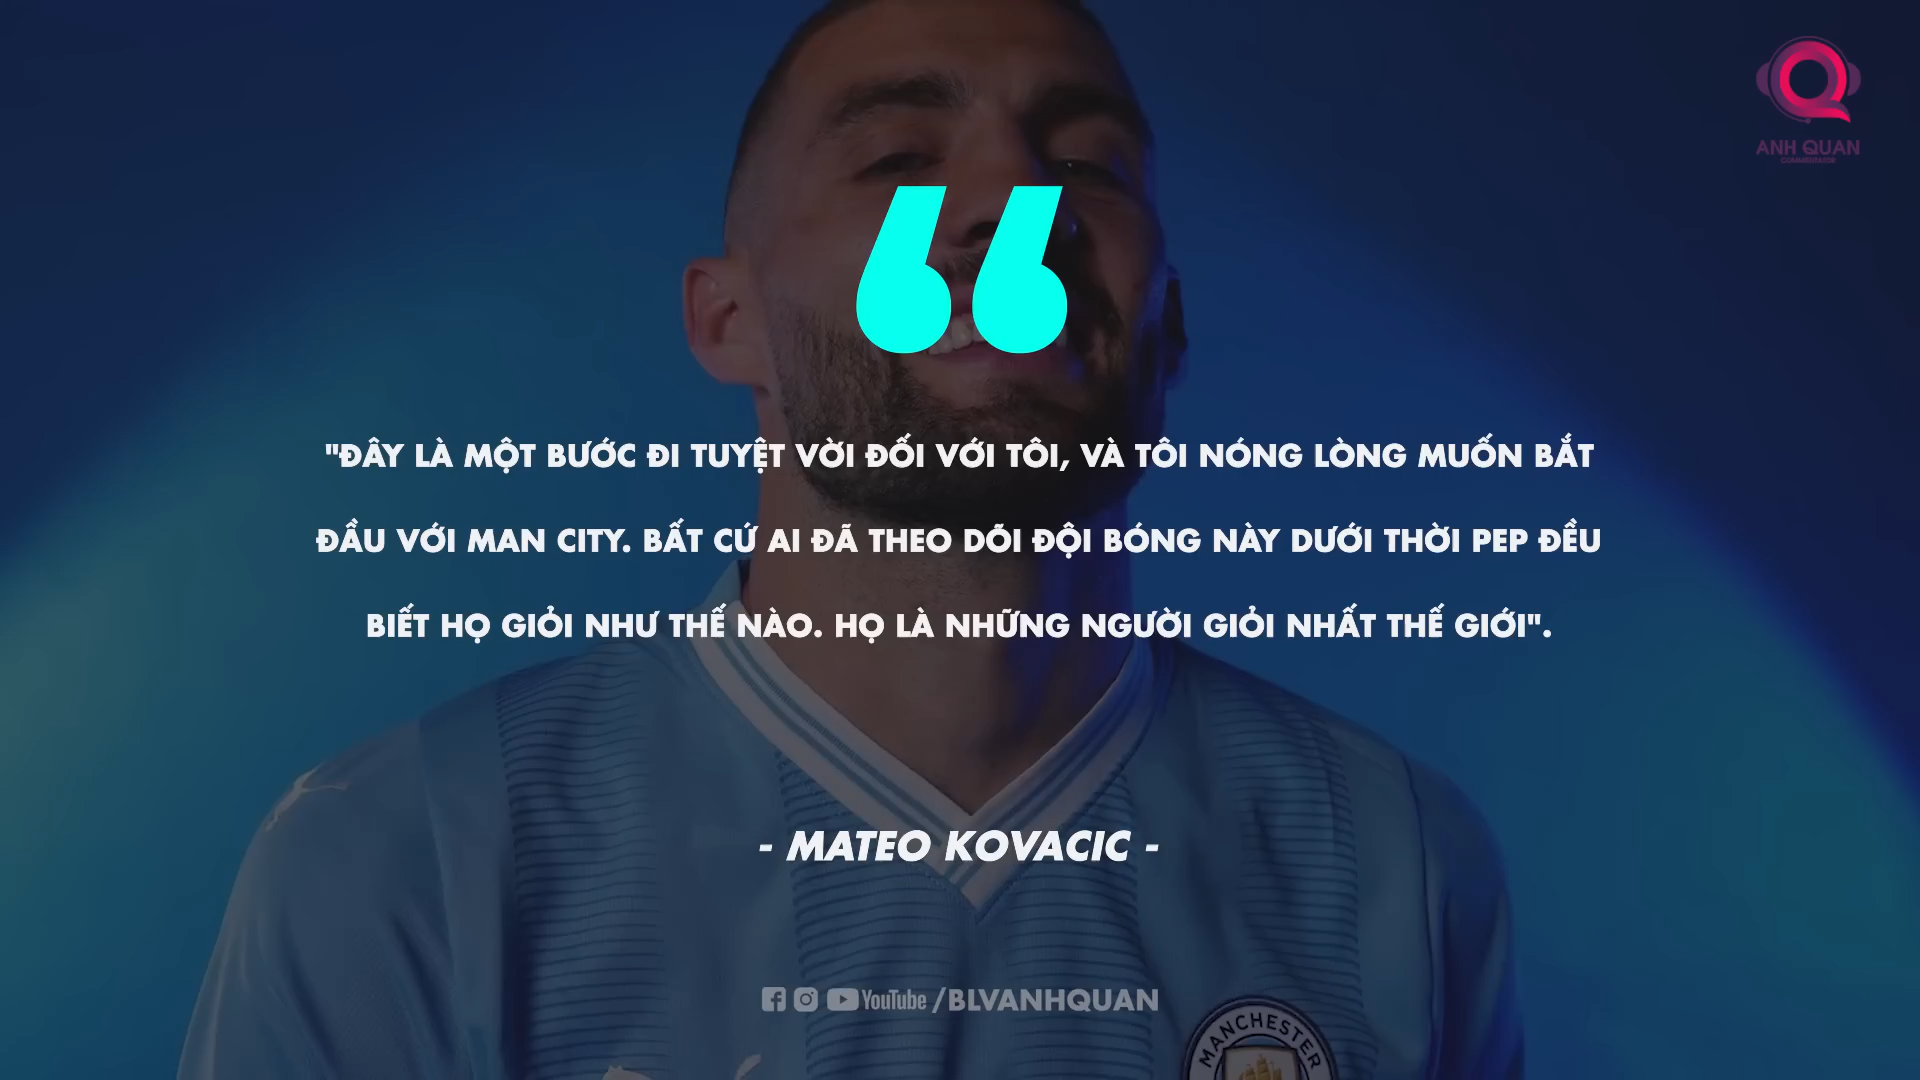 ANH QUAN
COMMENTATOR
"ĐÂY LÀ MỘT BƯỚC ĐI TUYỆT VỜI ĐỐI VỚI TÔI, VÀ TÔI NÓNG LÒNG MUỐN BẮT
ĐẦU VỚI MAN CITY. BẤT CỨ AI ĐÃ THEO DÕI ĐỘI BÓNG NÀY DƯỚI THỜI PEP ĐỀU
BIẾT HỌ GIỎI NHƯ THẾ NÀO. HỌ LÀ NHỮNG NGƯỜI GIỎI NHẤT THẾ GIỚI".
- MATEO KOVACIC -
YouTube /BLVANHQUAN
MANCHESTER